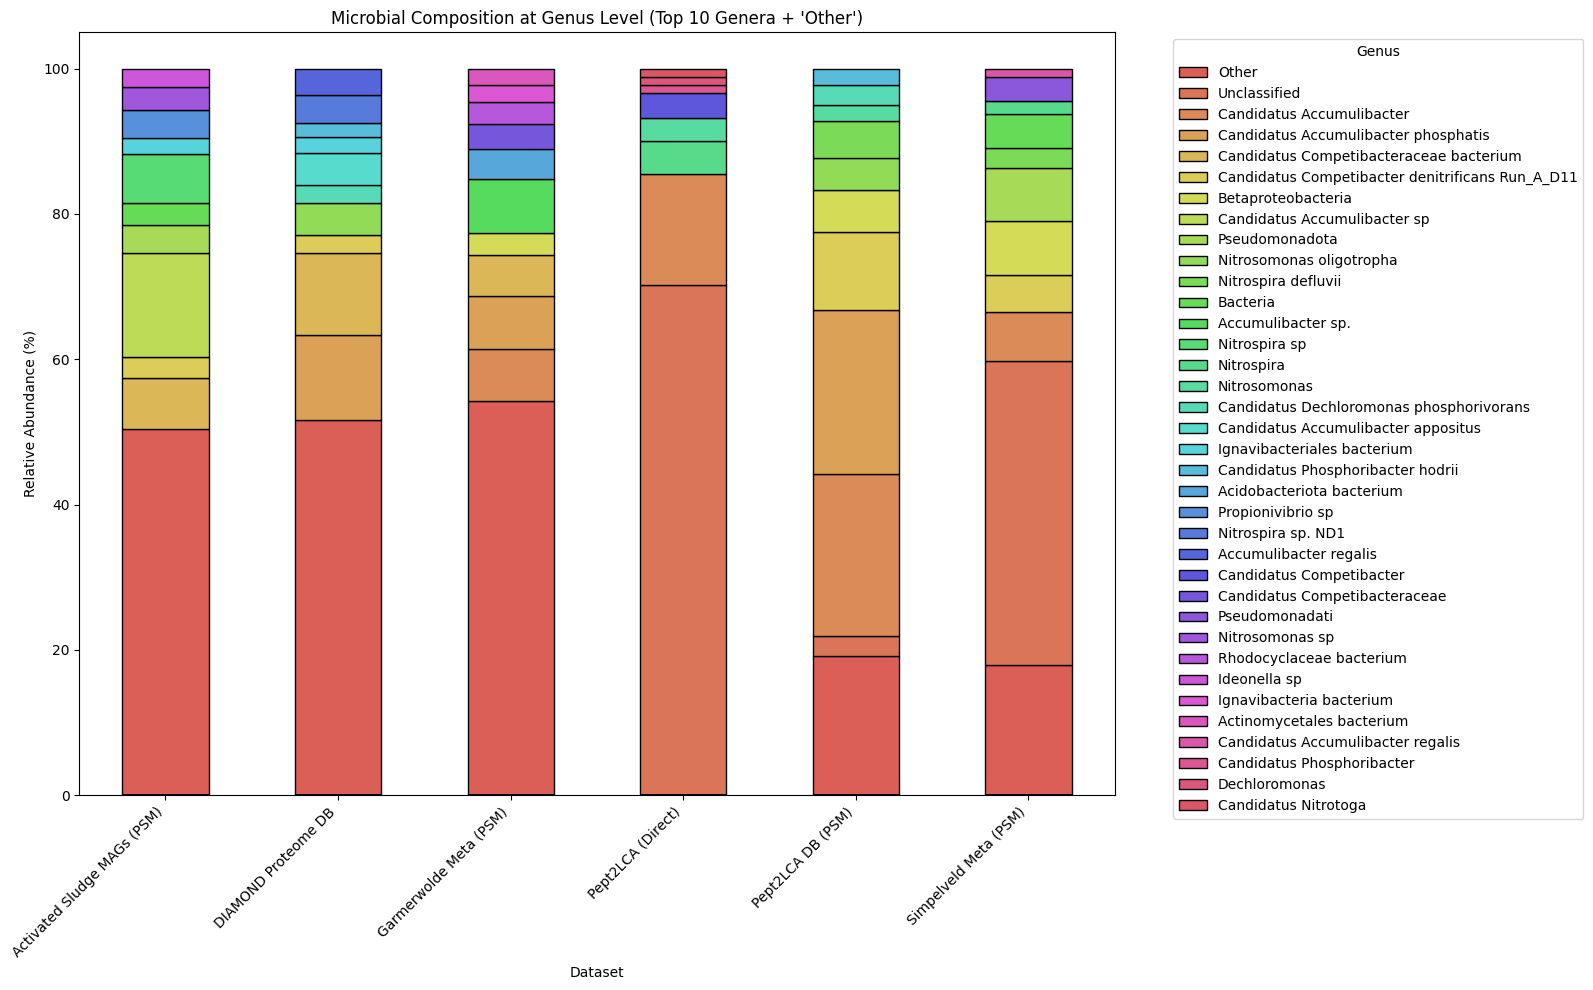 Microbial Composition at Genus Level (Top 10 Genera + 'Other')
Relative Abundance (%)
100
80
60
40
20
0
Activated Sludge MAGs (PSM)
DIAMOND Proteome DB
Garmerwolde Meta (PSM)
Pept2LCA (Direct)
Pept2LCA DB (PSM)
Simpelveld Meta (PSM)
Dataset
Genus
Other
Unclassified
Candidatus Accumulibacter
Candidatus Accumulibacter phosphatis
Candidatus Competibacteraceae bacterium
Candidatus Competibacter denitrificans Run_A_D11
Betaproteobacteria
Candidatus Accumulibacter sp
Pseudomonadota
Nitrosomonas oligotropha
Nitrospira defluvii
Bacteria
Accumulibacter sp.
Nitrospira sp
Nitrospira
Nitrosomonas
Candidatus Dechloromonas phosphorivorans
Candidatus Accumulibacter appositus
Ignavibacteriales bacterium
Candidatus Phosphoribacter hodrii
Acidobacteriota bacterium
Propionivibrio sp
Nitrospira sp. ND1
Accumulibacter regalis
Candidatus Competibacter
Candidatus Competibacteraceae
Pseudomonadati
Nitrosomonas sp
Rhodocyclaceae bacterium
Ideonella sp
Ignavibacteria bacterium
Actinomycetales bacterium
Candidatus Accumulibacter regalis
Candidatus Phosphoribacter
Dechloromonas
Candidatus Nitrotoga